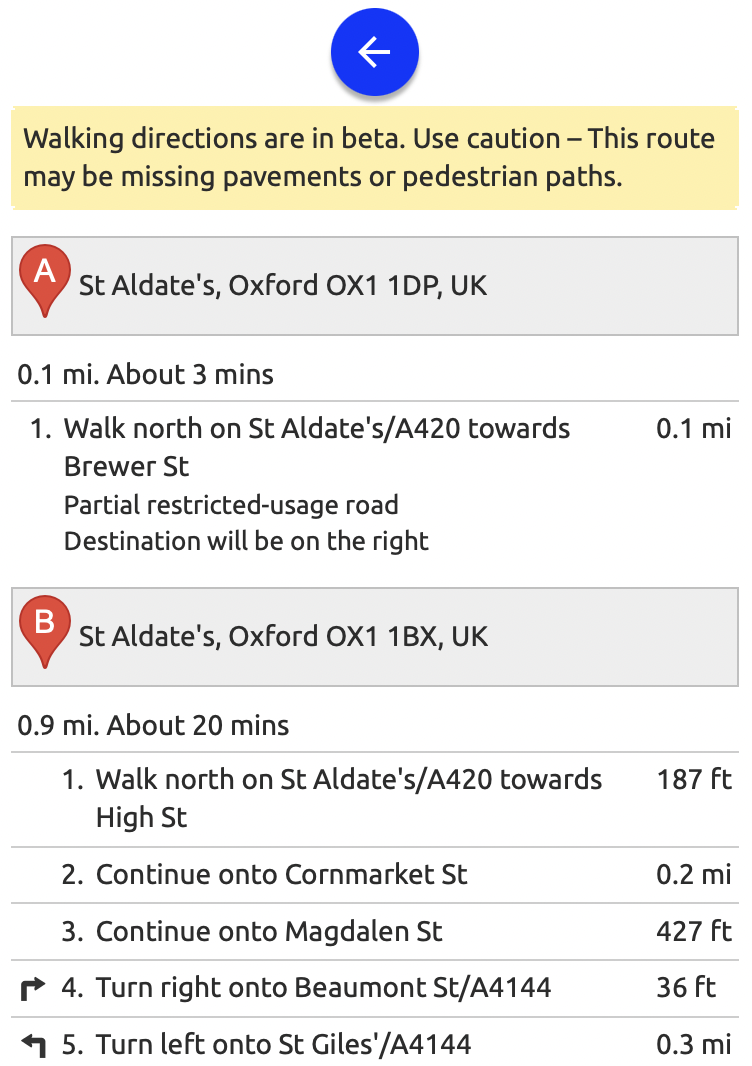 Walking directions are in beta. Use caution – This route
may be missing pavements or pedestrian paths.
A
St Aldate's, Oxford OX1 1DP, UK
0.1 mi. About 3 mins
1. Walk north on St Aldate's/A420 towards 0.1 mi
Brewer St
Partial restricted-usage road
Destination will be on the right
B
St Aldate's, Oxford OX1 1BX, UK
0.9 mi. About 20 mins
1. Walk north on St Aldate's/A420 towards 187 ft
High St
2. Continue onto Cornmarket St 0.2 mi
3. Continue onto Magdalen St 427 ft
4. Turn right onto Beaumont St/A4144 36 ft
5. Turn left onto St Giles'/A4144 0.3 mi